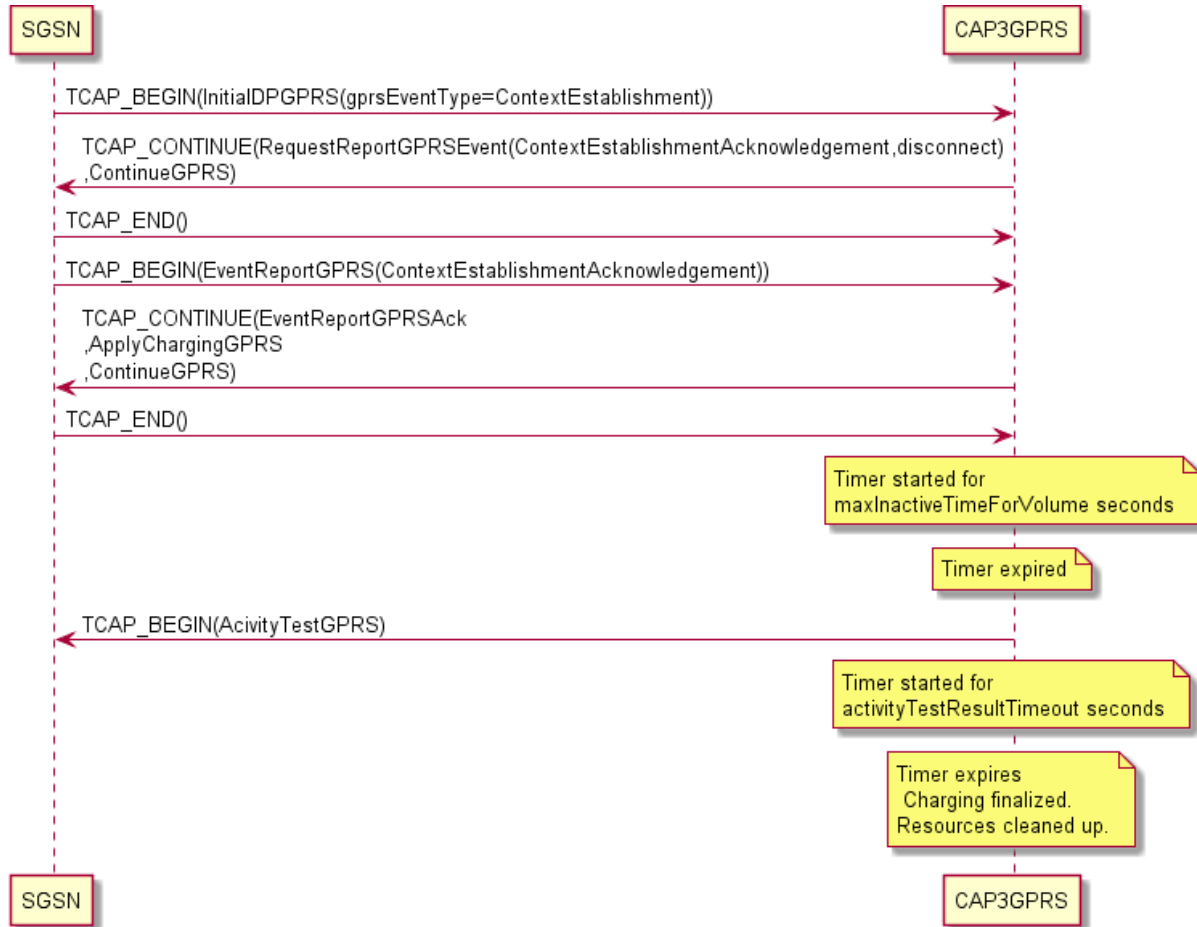 SGSN
CAP3GPRS
TCAP_BEGIN(InitialDPGPRS(gprsEventType=ContextEstablishment))
TCAP_CONTINUE(RequestReportGPRSEvent(ContextEstablishmentAcknowledgement,disconnect)
,ContinueGPRS)
TCAP_END()
TCAP_BEGIN(EventReportGPRS(ContextEstablishmentAcknowledgement))
TCAP_CONTINUE(EventReportGPRSAck
,ApplyChargingGPRS
,ContinueGPRS)
TCAP_END()
Timer started for
maxInactiveTimeForVolume seconds
Timer expired
TCAP_BEGIN(AcivityTestGPRS)
Timer started for
activityTestResultTimeout seconds
Timer expires
Charging finalized.
Resources cleaned up.
SGSN
CAP3GPRS